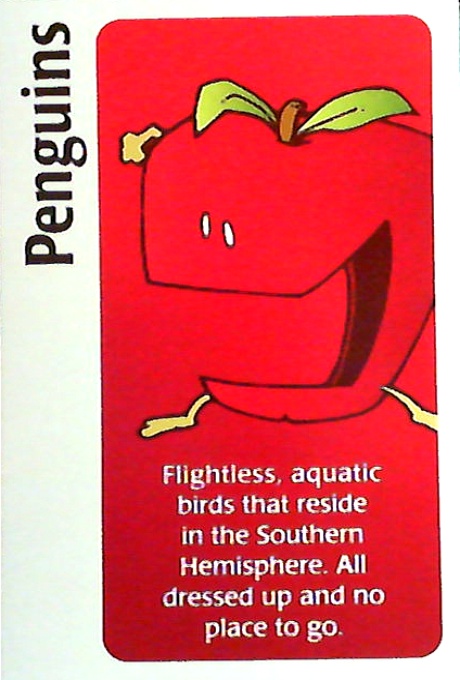 Penguins
Flightless, aquatic
birds that reside
in the Southern
Hemisphere. All
dressed up and no
place to go.